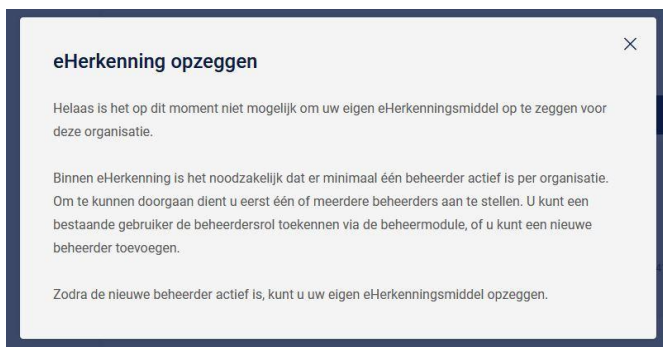 eHerkenning opzeggen
Helaas is het op dit moment niet mogelijk om uw eigen eHerkenningsmiddel op te zeggen voor
deze organisatie.
Binnen eHerkenning is het noodzakelijk dat er minimaal één beheerder actief is per organisatie.
Om te kunnen doorgaan dient u eerst één of meerdere beheerders aan te stellen. U kunt een
bestaande gebruiker de beheerdersrol toekennen via de beheermodule, of u kunt een nieuwe
beheerder toevoegen.
Zodra de nieuwe beheerder actief is, kunt u uw eigen eHerkenningsmiddel opzeggen.